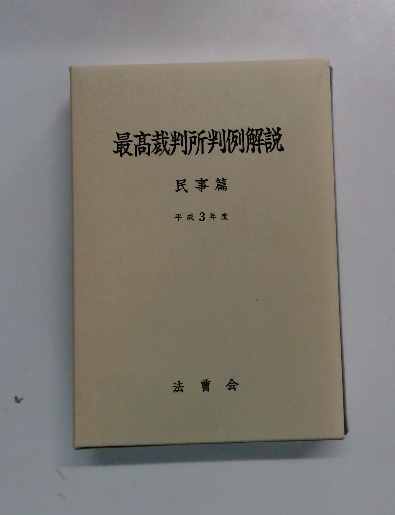 最高裁判所判例解説
民事篇
平成3年度
法曹会